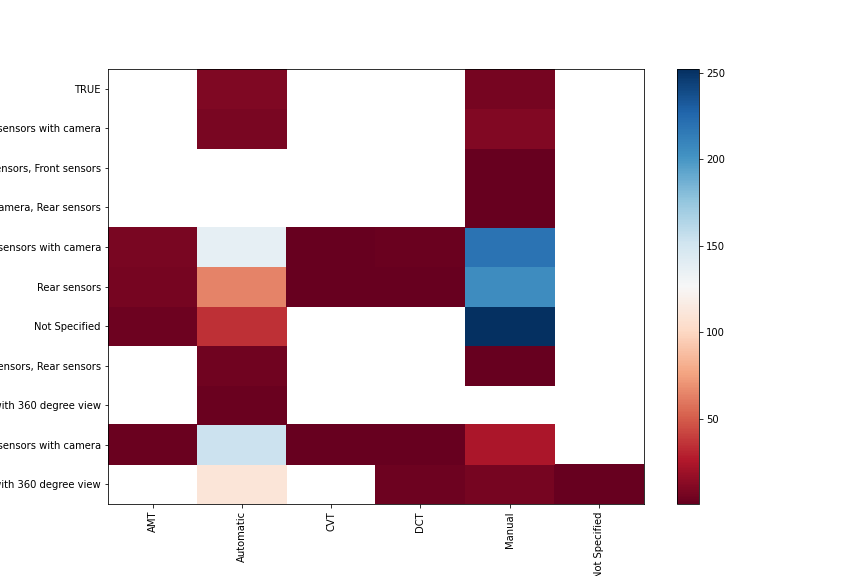 TRUE
sensors with camera
ensors, Front sensors
amera, Rear sensors
sensors with camera
Rear sensors
Not Specified
ensors, Rear sensors
with 360 degree view
sensors with camera
with 360 degree view
AMT
Automatic
CVT
DCT
Manual
Not Specified
250
200
150
100
50